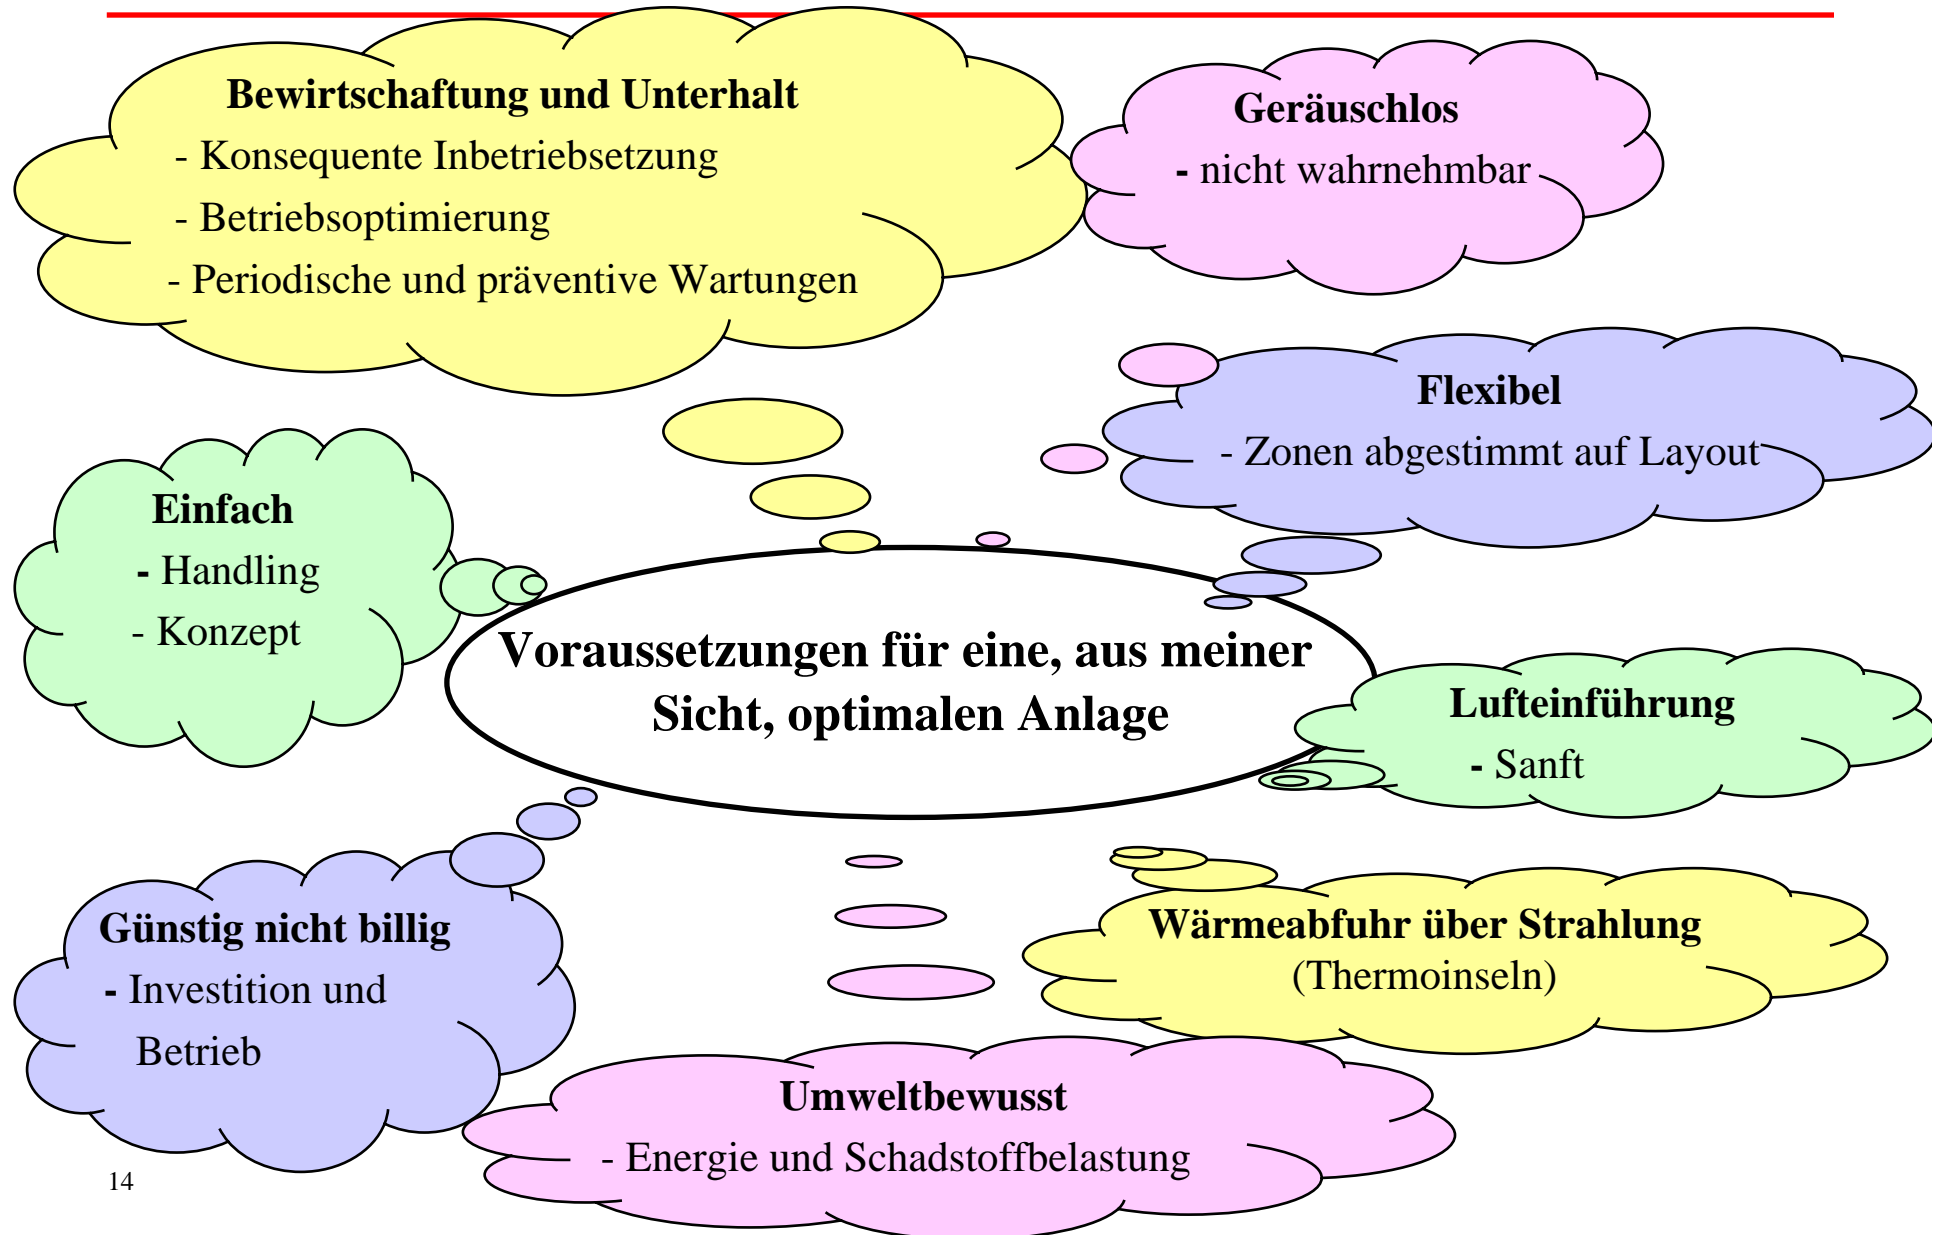 Bewirtschaftung und Unterhalt
- Konsequente Inbetriebsetzung
- Betriebsoptimierung
- Periodische und präventive Wartungen
Geräuschlos
- nicht wahrnehmbar
Flexibel
- Zonen abgestimmt auf Layout
Einfach
- Handling
- Konzept
Voraussetzungen für eine, aus meiner
Sicht, optimalen Anlage
Lufteinführung
- Sanft
Günstig nicht billig
- Investition und
Betrieb
Wärmeabfuhr über Strahlung
(Thermoinseln)
Umweltbewusst
- Energie und Schadstoffbelastung
14